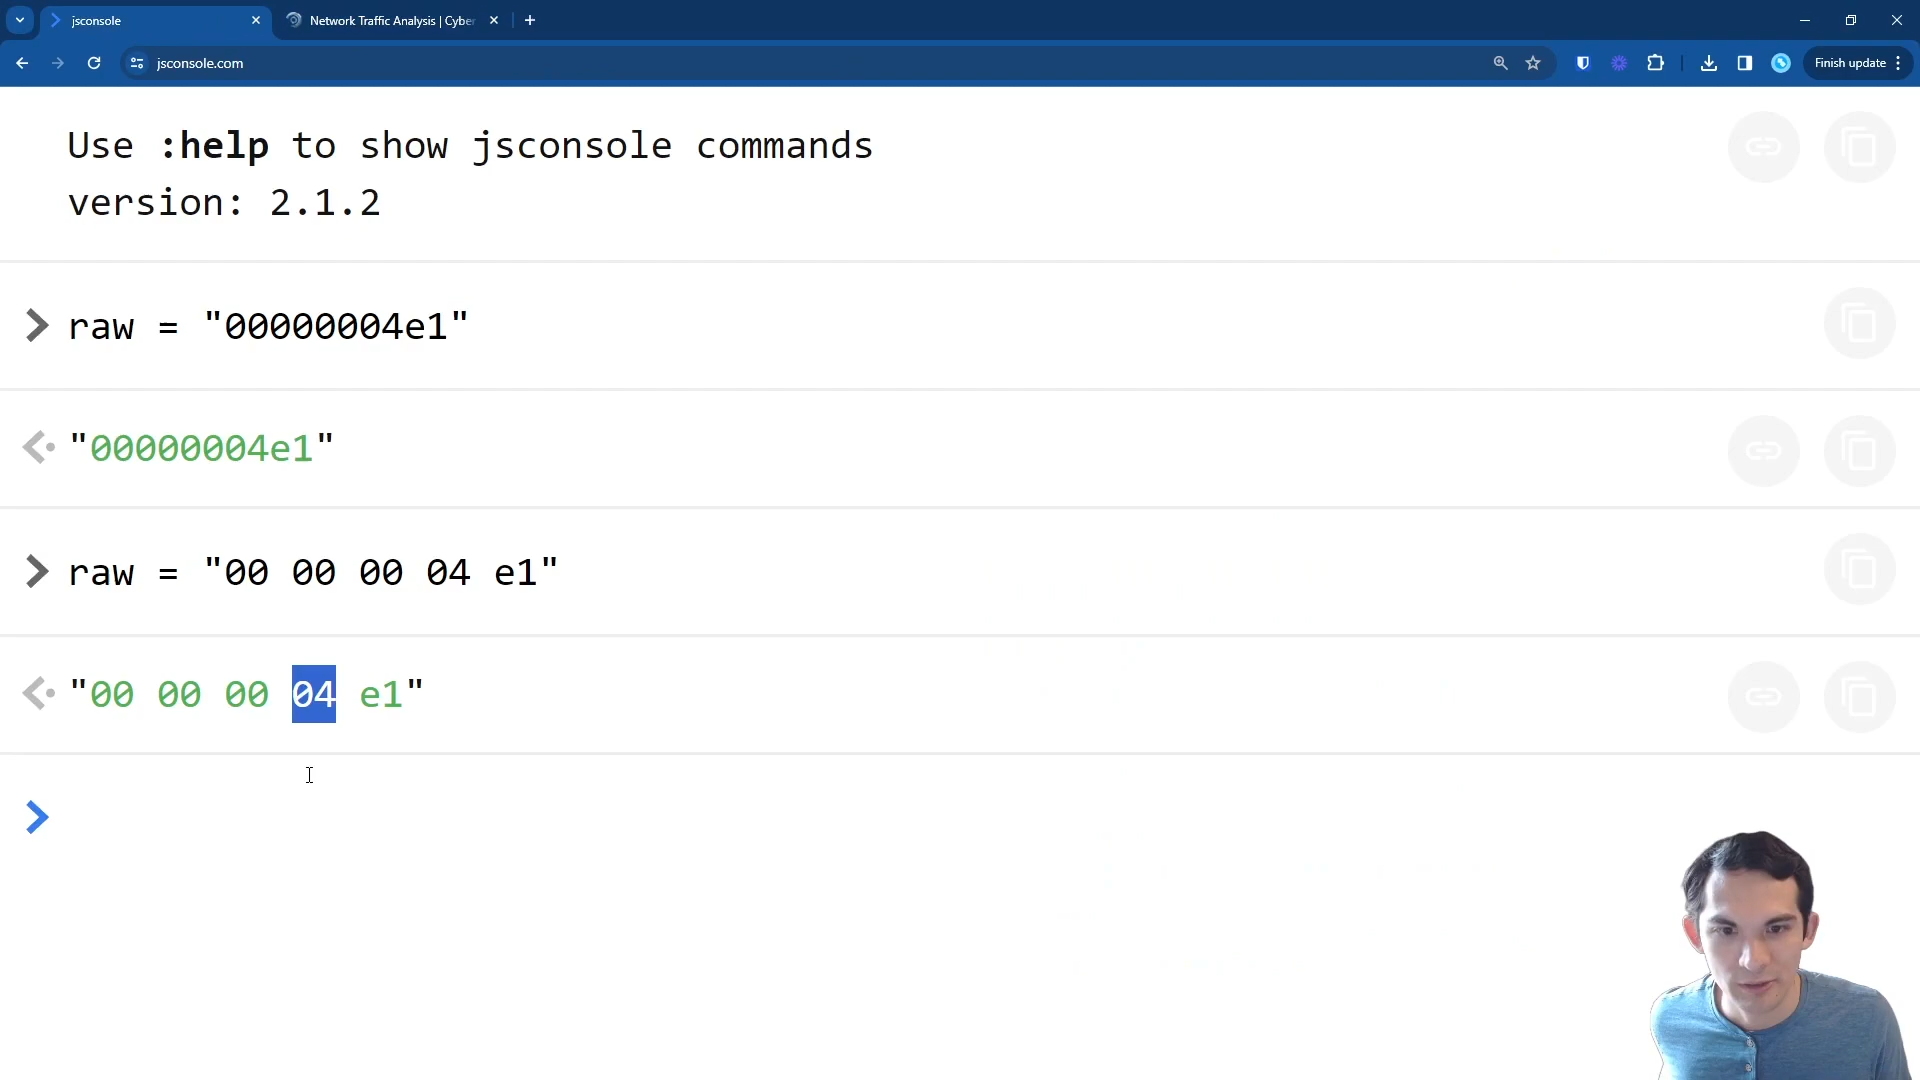 jsconsole
Network Traffic Analysis | Cyber
jsconsole.com
Finish update
Use :help to show jsconsole commands
version: 2.1.2
raw = "00000004e1"
"00000004e1"
raw = "00 00 00 04 e1"
"00 00 00 04 e1"